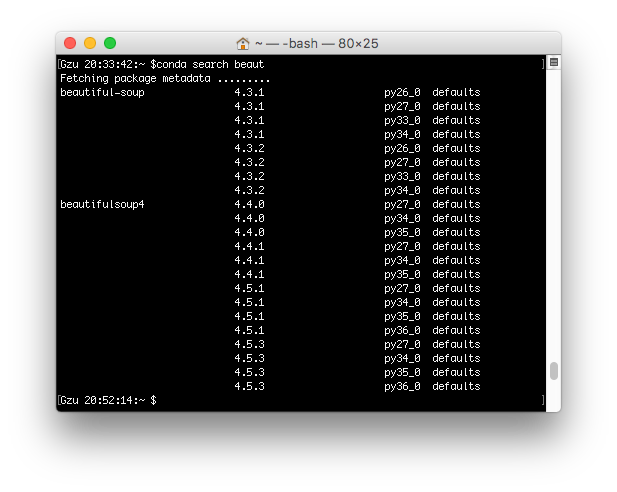 ~ — -bash — 80×25
[Gzu 20:33:42:~ $conda search beaut ]
Fetching package metadata .........
beautiful-soup 4.3.1 py26_0 defaults
4.3.1 py27_0 defaults
4.3.1 py33_0 defaults
4.3.1 py34_0 defaults
4.3.2 py26_0 defaults
4.3.2 py27_0 defaults
4.3.2 py33_0 defaults
4.3.2 py34_0 defaults
beautifulsoup4 4.4.0 py27_0 defaults
4.4.0 py34_0 defaults
4.4.0 py35_0 defaults
4.4.1 py27_0 defaults
4.4.1 py34_0 defaults
4.4.1 py35_0 defaults
4.5.1 py27_0 defaults
4.5.1 py34_0 defaults
4.5.1 py35_0 defaults
4.5.1 py36_0 defaults
4.5.3 py27_0 defaults
4.5.3 py34_0 defaults
4.5.3 py35_0 defaults
4.5.3 py36_0 defaults
[Gzu 20:52:14:~ $ ]